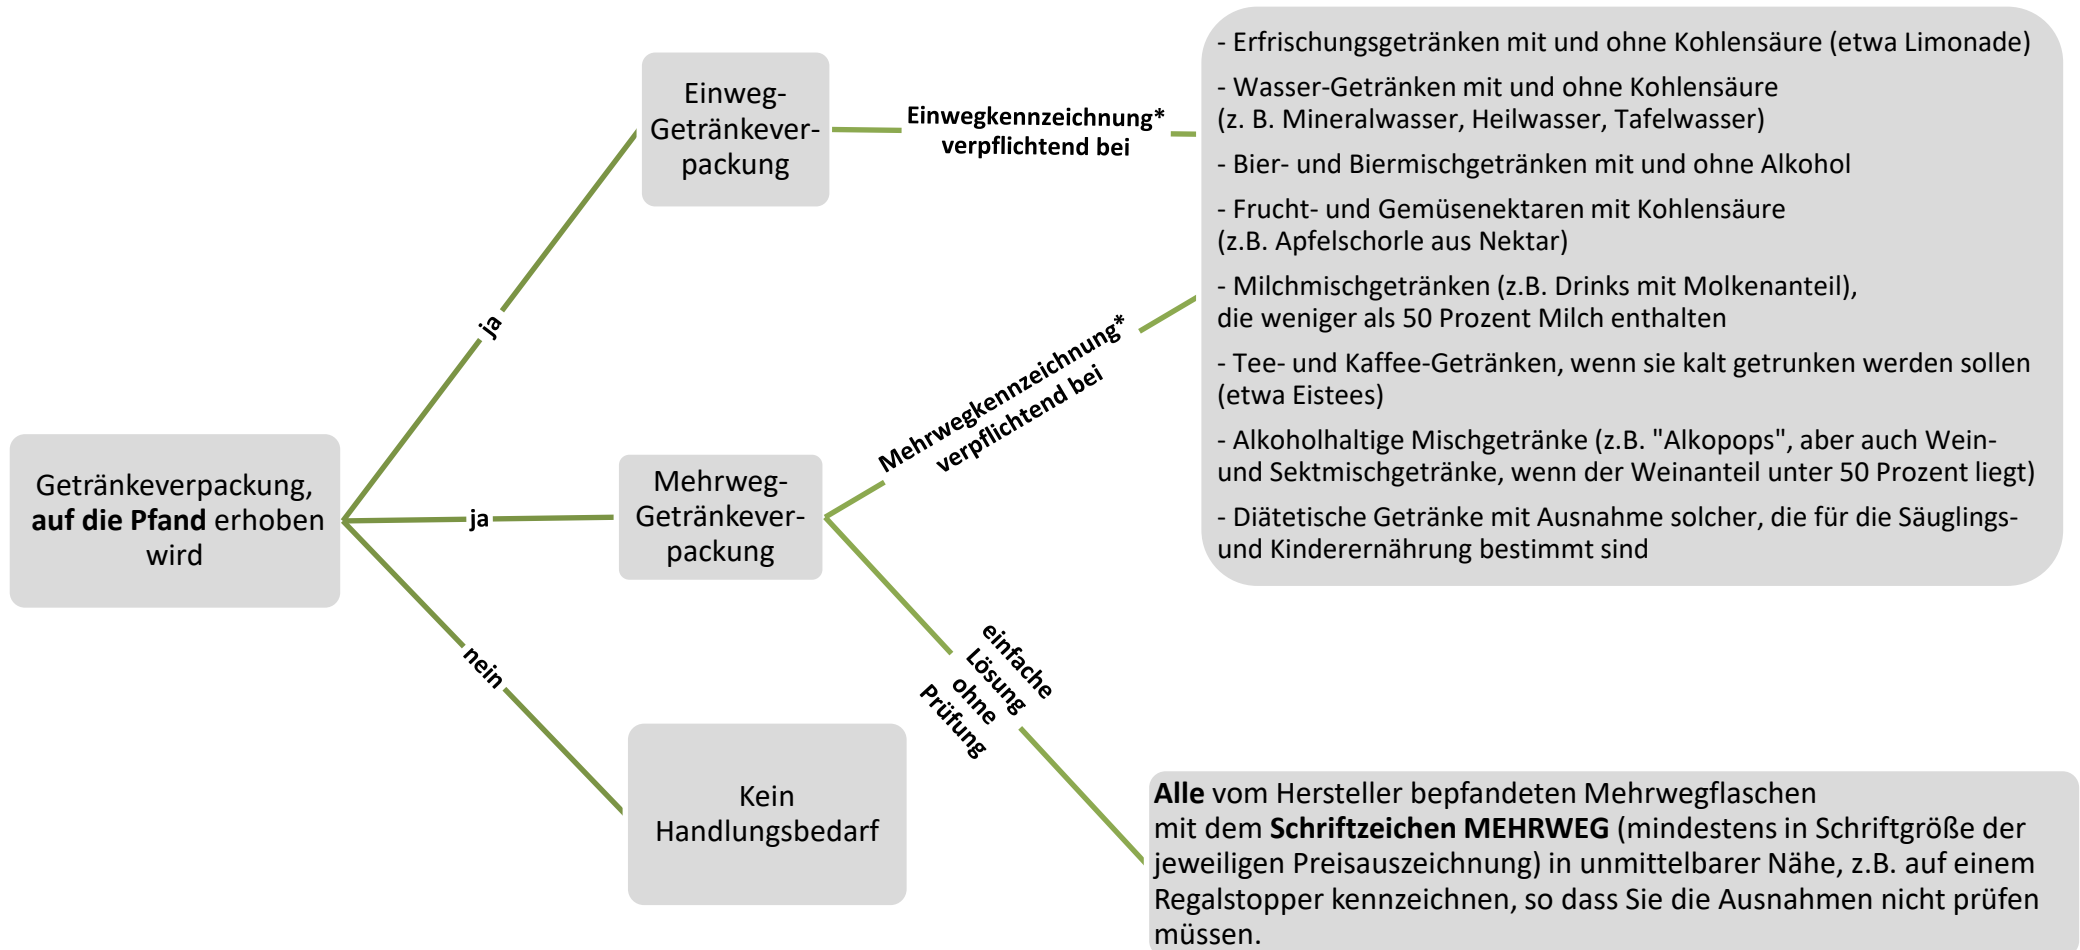 Getränkeverpackung,
auf die Pfand erhoben
wird
ja
ja
nein
Einweg-
Getränkever-
packung
Mehrweg-
Getränkever-
packung
Kein
Handlungsbedarf
Einwegkennzeichnung*
verpflichtend bei
Mehrwegkennzeichnung*
verpflichtend bei
einfache
Lösung
ohne
Prüfung
- Erfrischungsgetränken mit und ohne Kohlensäure (etwa Limonade)
- Wasser-Getränken mit und ohne Kohlensäure
(z. B. Mineralwasser, Heilwasser, Tafelwasser)
- Bier- und Biermischgetränken mit und ohne Alkohol
- Frucht- und Gemüsenektaren mit Kohlensäure
(z.B. Apfelschorle aus Nektar)
- Milchmischgetränken (z.B. Drinks mit Molkenanteil),
die weniger als 50 Prozent Milch enthalten
- Tee- und Kaffee-Getränken, wenn sie kalt getrunken werden sollen
(etwa Eistees)
- Alkoholhaltige Mischgetränke (z.B. "Alkopops", aber auch Wein-
und Sektmischgetränke, wenn der Weinanteil unter 50 Prozent liegt)
- Diätetische Getränke mit Ausnahme solcher, die für die Säuglings-
und Kinderernährung bestimmt sind
Alle vom Hersteller bepfandeten Mehrwegflaschen
mit dem Schriftzeichen MEHRWEG (mindestens in Schriftgröße der
jeweiligen Preisauszeichnung) in unmittelbarer Nähe, z.B. auf einem
Regalstopper kennzeichnen, so dass Sie die Ausnahmen nicht prüfen
müssen.